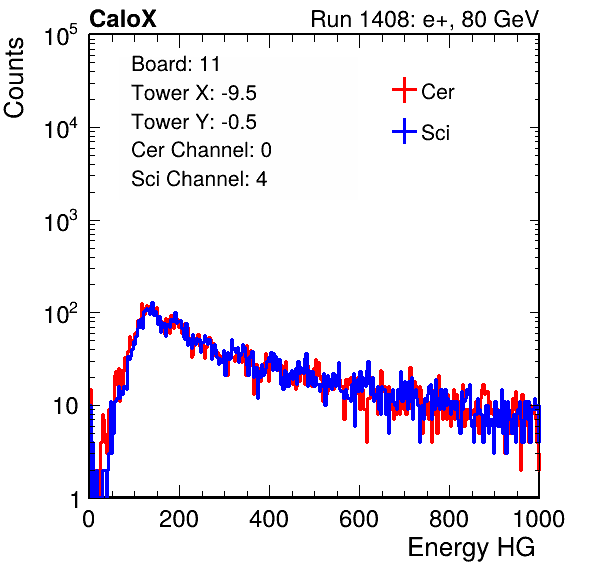 CaloX Run 1408: e+, 80 GeV
Counts
10^5
10^4
10^3
10^2
10
1
Board: 11
Tower X: -9.5
Tower Y: -0.5
Cer Channel: 0
Sci Channel: 4
Cer
Sci
0 200 400 600 800 1000
Energy HG